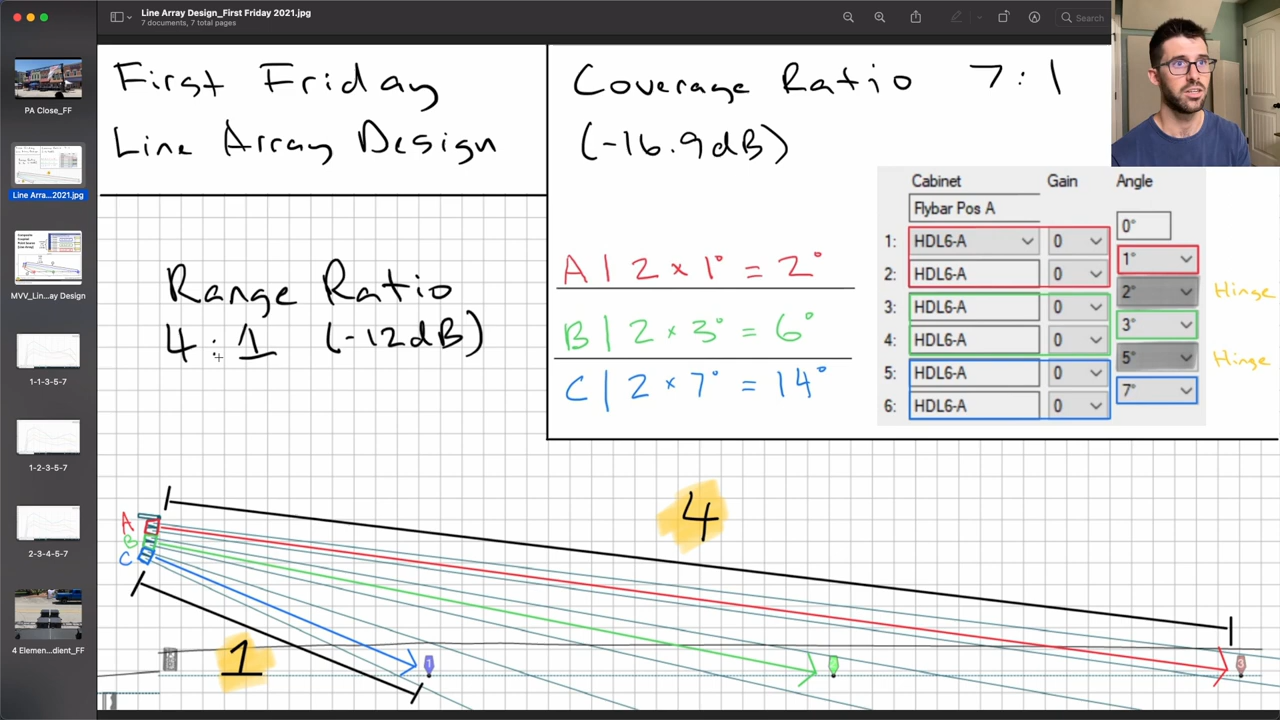 Line Array Design_First Friday 2021.jpg
7 documents, 7 total pages
Search
PA Close_FF
Line Arra...2021.jpg
MVV_Lin...ay Design
1-1-3-5-7
1-2-3-5-7
2-3-4-5-7
4 Elemen...dient_FF
First Friday
Line Array Design
Coverage Ratio 7:1
(-16.9dB)
Range Ratio
4:1 (-12dB)
A | 2 x 1° = 2°
B | 2 x 3° = 6°
C | 2 x 7° = 14°
Cabinet Gain Angle
Flybar Pos A
0°
1: HDL6-A 0
1°
2: HDL6-A 0
2° Hinge
3: HDL6-A 0
3°
4: HDL6-A 0
5° Hinge
5: HDL6-A 0
7°
6: HDL6-A 0
A
B
C
4
1
1
2
3